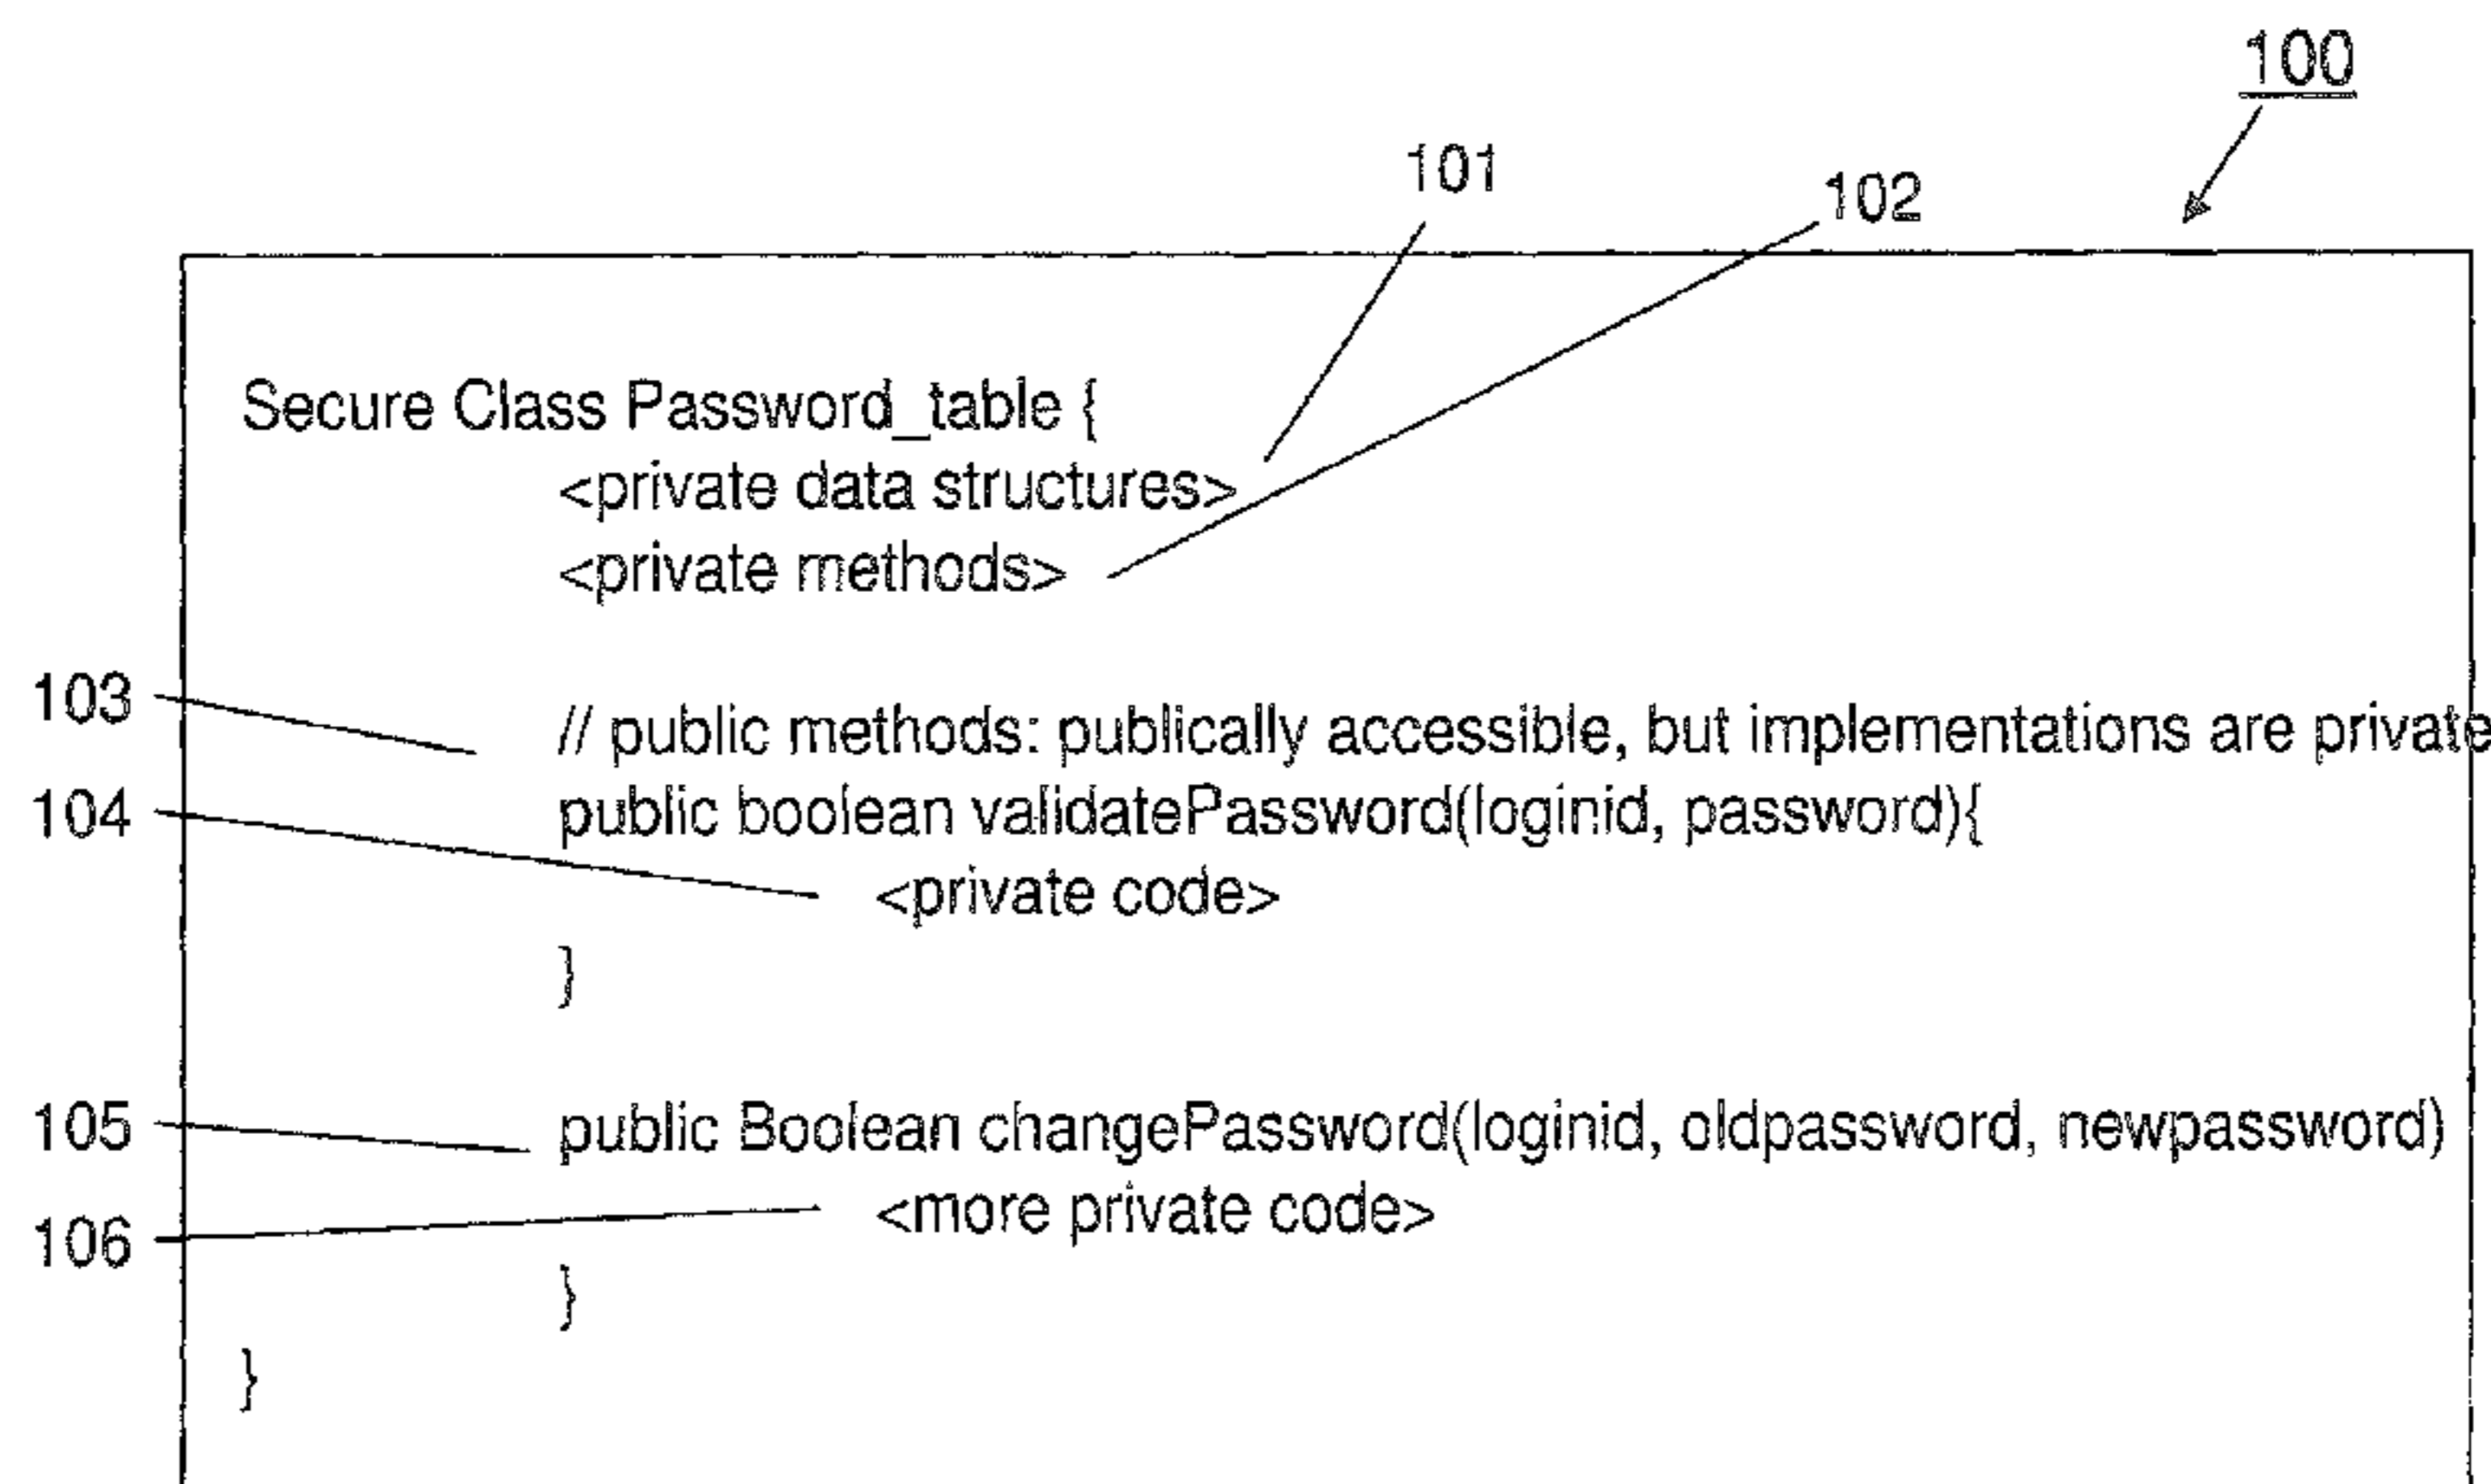 100
101
102
Secure Class Password_table {
<private data structures>
<private methods>
103
// public methods: publically accessible, but implementations are private
104
public boolean validatePassword(loginid, password){
<private code>
}
105
public Boolean changePassword(loginid, oldpassword, newpassword)
106
<more private code>
}
}